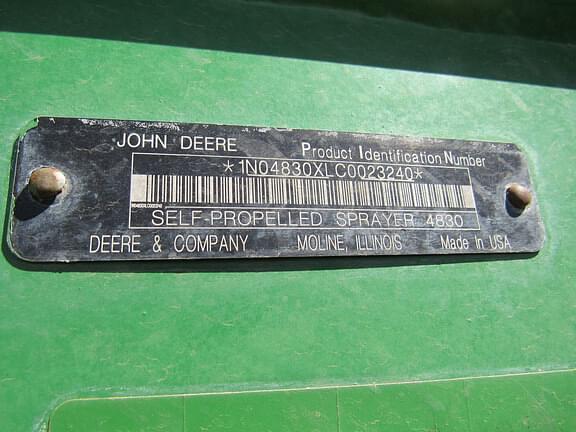 JOHN DEERE Product Identification Number
*1N04830XLC0023240*
SELF-PROPELLED SPRAYER 4830
DEERE & COMPANY MOLINE, ILLINOIS Made in USA